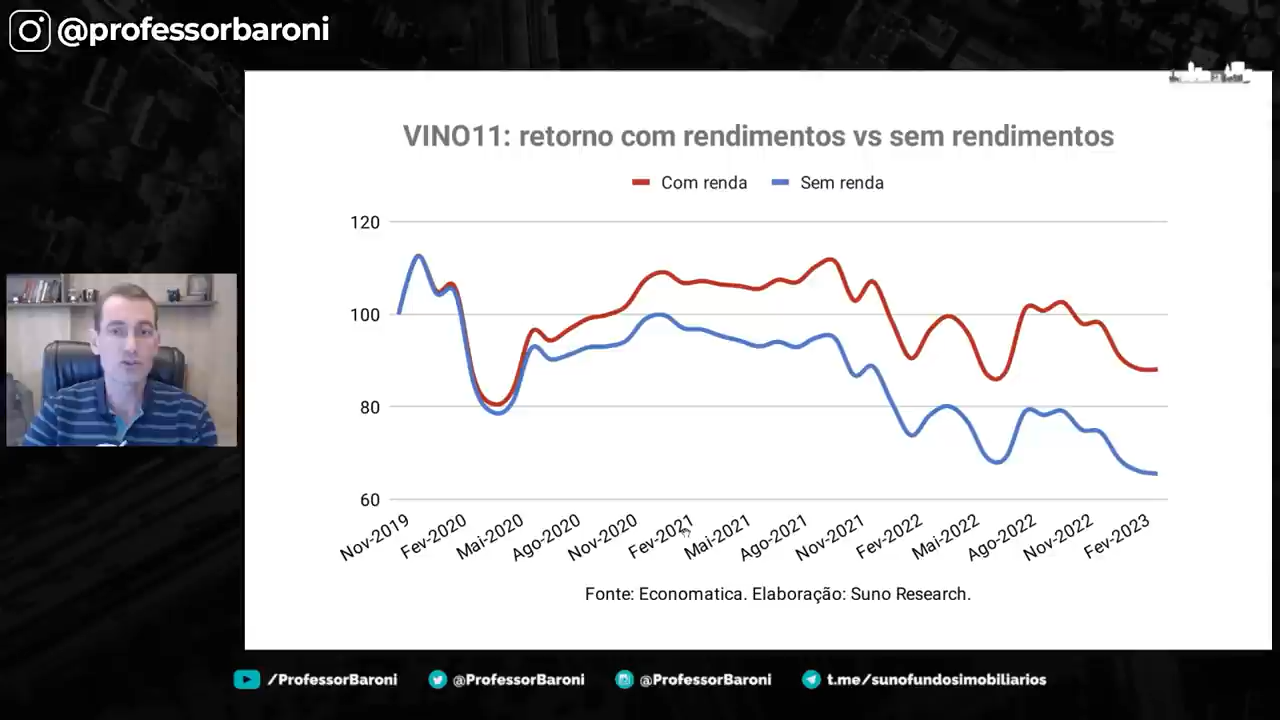 @professorbaroni
VINO11: retorno com rendimentos vs sem rendimentos
Com renda
Sem renda
120
100
80
60
Nov-2019
Fev-2020
Mai-2020
Ago-2020
Nov-2020
Fev-2021
Mai-2021
Ago-2021
Nov-2021
Fev-2022
Mai-2022
Ago-2022
Nov-2022
Fev-2023
Fonte: Economatica. Elaboração: Suno Research.
/ProfessorBaroni
@ProfessorBaroni
@ProfessorBaroni
t.me/sunofundosimobiliarios